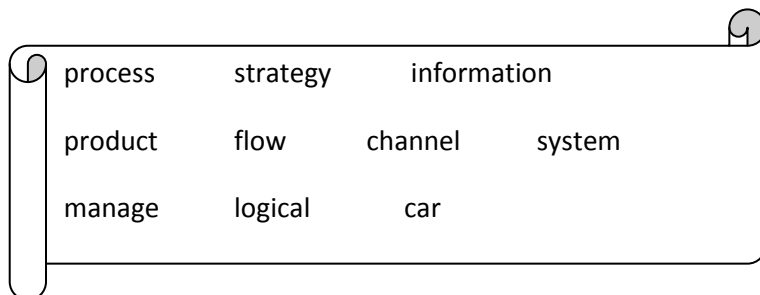 process strategy information
product flow channel system
manage logical car